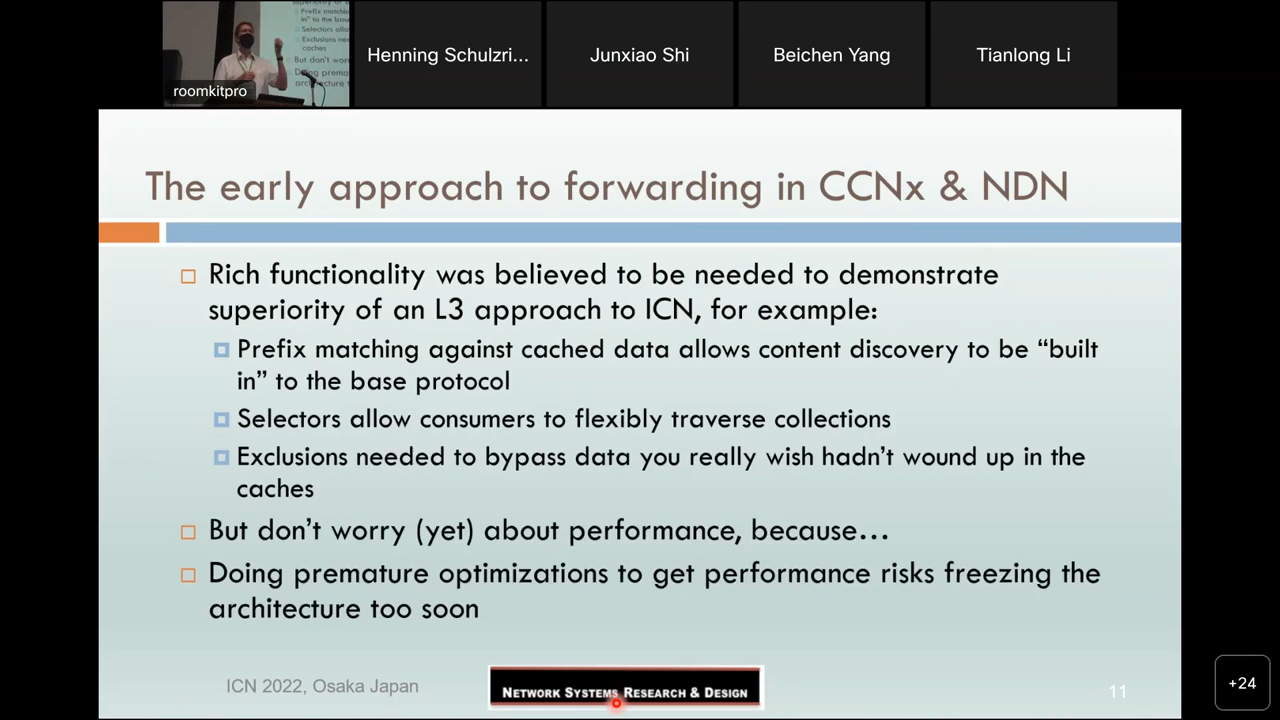 roomkitpro
Henning Schulzri...
Junxiao Shi
Beichen Yang
Tianlong Li
The early approach to forwarding in CCNx & NDN
Rich functionality was believed to be needed to demonstrate
superiority of an L3 approach to ICN, for example:
Prefix matching against cached data allows content discovery to be “built
in” to the base protocol
Selectors allow consumers to flexibly traverse collections
Exclusions needed to bypass data you really wish hadn’t wound up in the
caches
But don’t worry (yet) about performance, because…
Doing premature optimizations to get performance risks freezing the
architecture too soon
ICN 2022, Osaka Japan
NETWORK SYSTEMS RESEARCH & DESIGN
11
+24